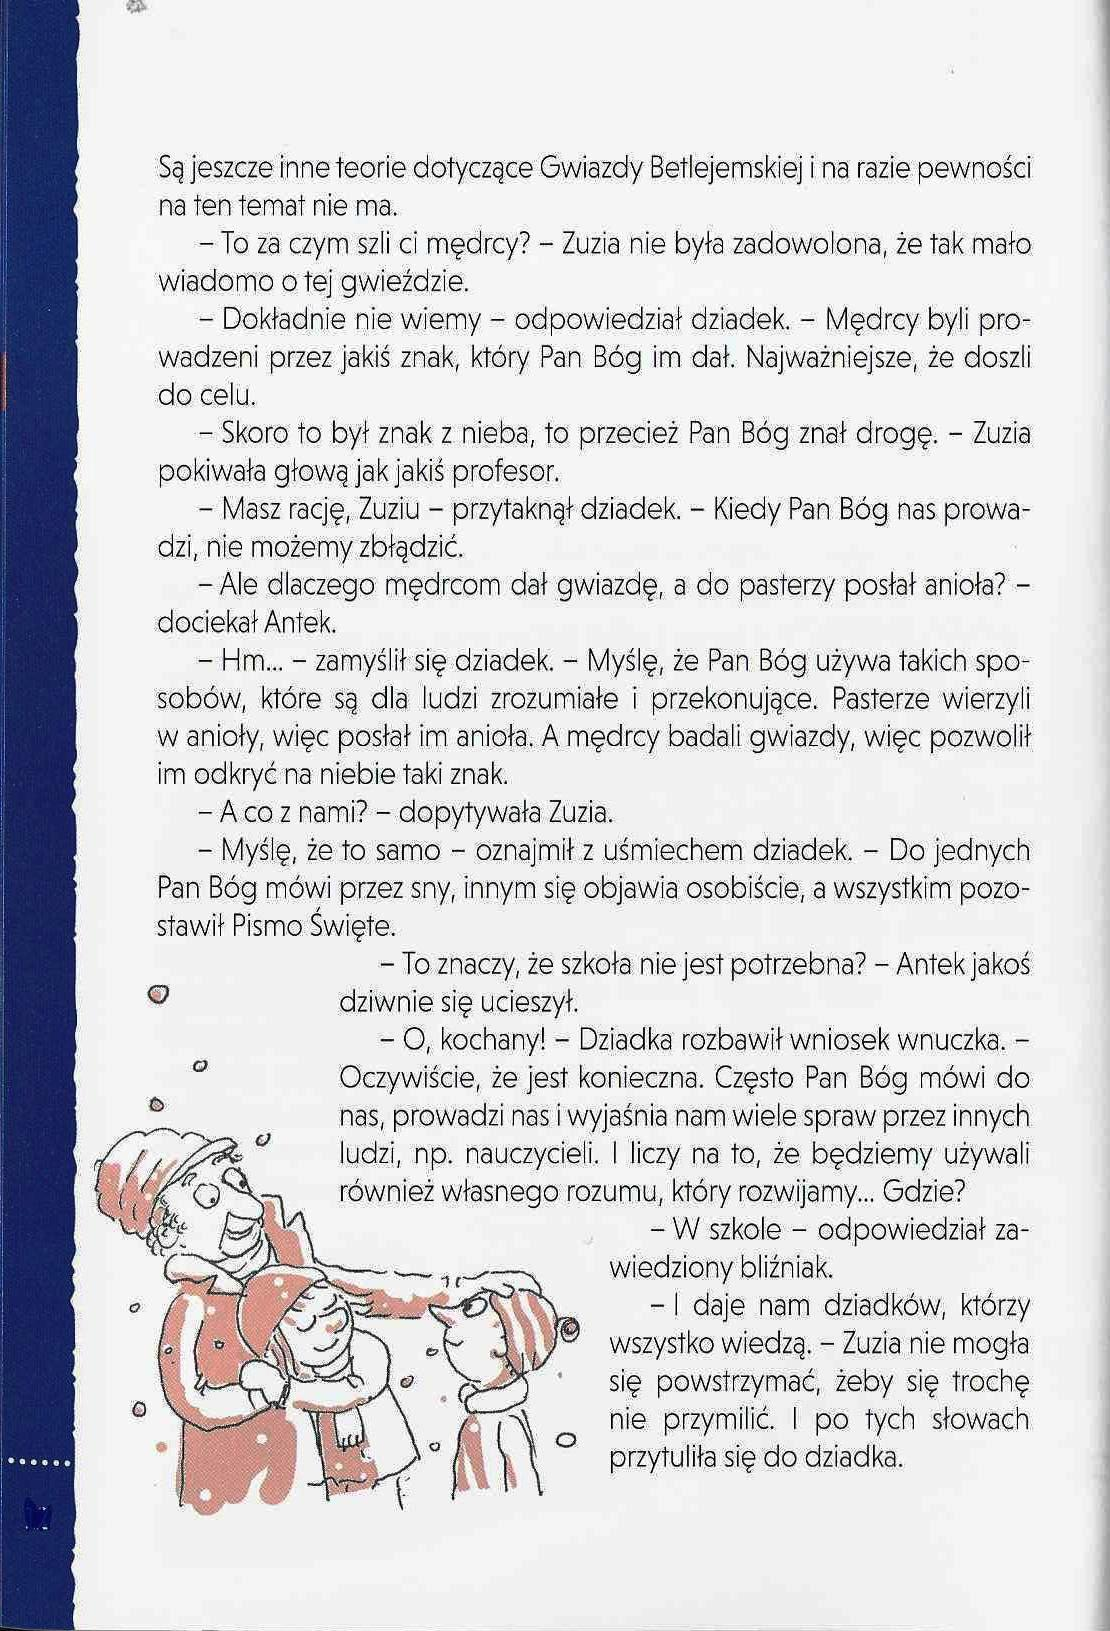 Są jeszcze inne teorie dotyczące Gwiazdy Betlejemskiej i na razie pewności
na ten temat nie ma.
– To za czym szli ci mędrcy? – Zuzia nie była zadowolona, że tak mało
wiadomo o tej gwieździe.
– Dokładnie nie wiemy – odpowiedział dziadek. – Mędrcy byli pro-
wadzeni przez jakiś znak, który Pan Bóg im dał. Najważniejsze, że doszli
do celu.
– Skoro to był znak z nieba, to przecież Pan Bóg znał drogę. – Zuzia
pokiwała głową jak jakiś profesor.
– Masz rację, Zuziu – przytaknął dziadek. – Kiedy Pan Bóg nas prowa-
dzi, nie możemy zbłądzić.
– Ale dlaczego mędrcom dał gwiazdę, a do pasterzy posłał anioła? –
dociekał Antek.
– Hm... – zamyślił się dziadek. – Myślę, że Pan Bóg używa takich spo-
sobów, które są dla ludzi zrozumiałe i przekonujące. Pasterze wierzyli
w anioły, więc posłał im anioła. A mędrcy badali gwiazdy, więc pozwolił
im odkryć na niebie taki znak.
– A co z nami? – dopytywała Zuzia.
– Myślę, że to samo – oznajmił z uśmiechem dziadek. – Do jednych
Pan Bóg mówi przez sny, innym się objawia osobiście, a wszystkim pozo-
stawił Pismo Święte.
– To znaczy, że szkoła nie jest potrzebna? – Antek jakoś
dziwnie się ucieszył.
– O, kochany! – Dziadka rozbawił wniosek wnuczka. –
Oczywiście, że jest konieczna. Często Pan Bóg mówi do
nas, prowadzi nas i wyjaśnia nam wiele spraw przez innych
ludzi, np. nauczycieli. I liczy na to, że będziemy używali
również własnego rozumu, który rozwijamy... Gdzie?
– W szkole – odpowiedział za-
wiedziony bliźniak.
– I daje nam dziadków, którzy
wszystko wiedzą. – Zuzia nie mogła
się powstrzymać, żeby się trochę
nie przymilić. I po tych słowach
przytuliła się do dziadka.